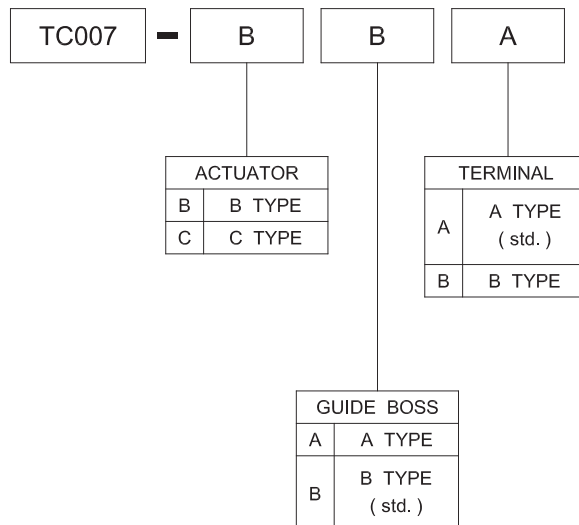 TC007 - B B A
ACTUATOR
B B TYPE
C C TYPE
TERMINAL
A A TYPE
( std. )
B B TYPE
GUIDE BOSS
A A TYPE
B B TYPE
( std. )